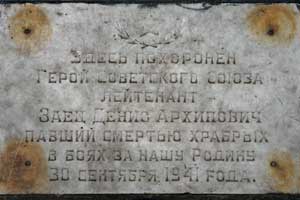 Здесь похоронен
Герой Советского Союза
лейтенант
Заец Денис Архипович
павший смертью храбрых
в боях за нашу Родину
30 сентября 1941 года.